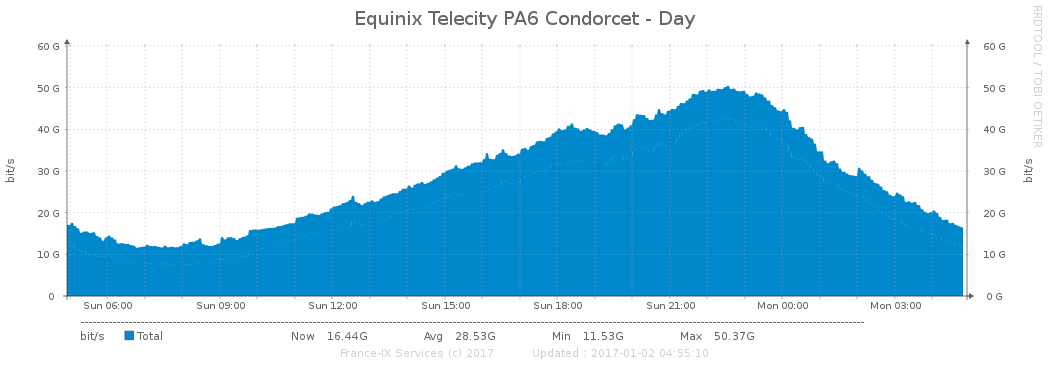 Equinix Telecity PA6 Condorcet - Day
RRDTOOL / TOBI OETIKER
bit/s
60 G 60 G
50 G 50 G
40 G 40 G
30 G 30 G
20 G 20 G
10 G 10 G
0 0 G
bit/s
Sun 06:00 Sun 09:00 Sun 12:00 Sun 15:00 Sun 18:00 Sun 21:00 Mon 00:00 Mon 03:00
bit/s Total Now 16.44G Avg 28.53G Min 11.53G Max 50.37G
France-IX Services (c) 2017 Updated : 2017-01-02 04:55:10